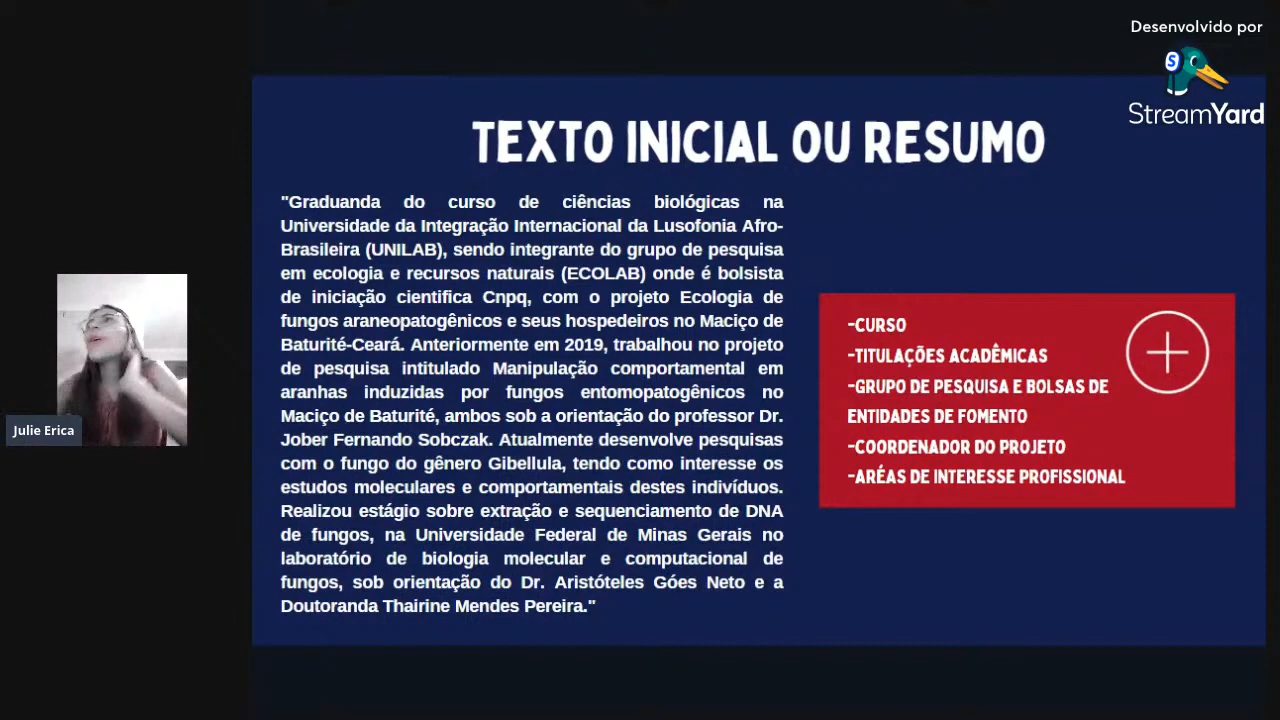 Desenvolvido por
StreamYard
TEXTO INICIAL OU RESUMO
"Graduanda do curso de ciências biológicas na
Universidade da Integração Internacional da Lusofonia Afro-
Brasileira (UNILAB), sendo integrante do grupo de pesquisa
em ecologia e recursos naturais (ECOLAB) onde é bolsista
de iniciação cientifica Cnpq, com o projeto Ecologia de
fungos araneopatogênicos e seus hospedeiros no Maciço de
Baturité-Ceará. Anteriormente em 2019, trabalhou no projeto
de pesquisa intitulado Manipulação comportamental em
aranhas induzidas por fungos entomopatogênicos no
Maciço de Baturité, ambos sob a orientação do professor Dr.
Jober Fernando Sobczak. Atualmente desenvolve pesquisas
com o fungo do gênero Gibellula, tendo como interesse os
estudos moleculares e comportamentais destes indivíduos.
Realizou estágio sobre extração e sequenciamento de DNA
de fungos, na Universidade Federal de Minas Gerais no
laboratório de biologia molecular e computacional de
fungos, sob orientação do Dr. Aristóteles Góes Neto e a
Doutoranda Thairine Mendes Pereira."
-CURSO
-TITULAÇÕES ACADÊMICAS
-GRUPO DE PESQUISA E BOLSAS DE
ENTIDADES DE FOMENTO
-COORDENADOR DO PROJETO
-ARÉAS DE INTERESSE PROFISSIONAL
Julie Erica